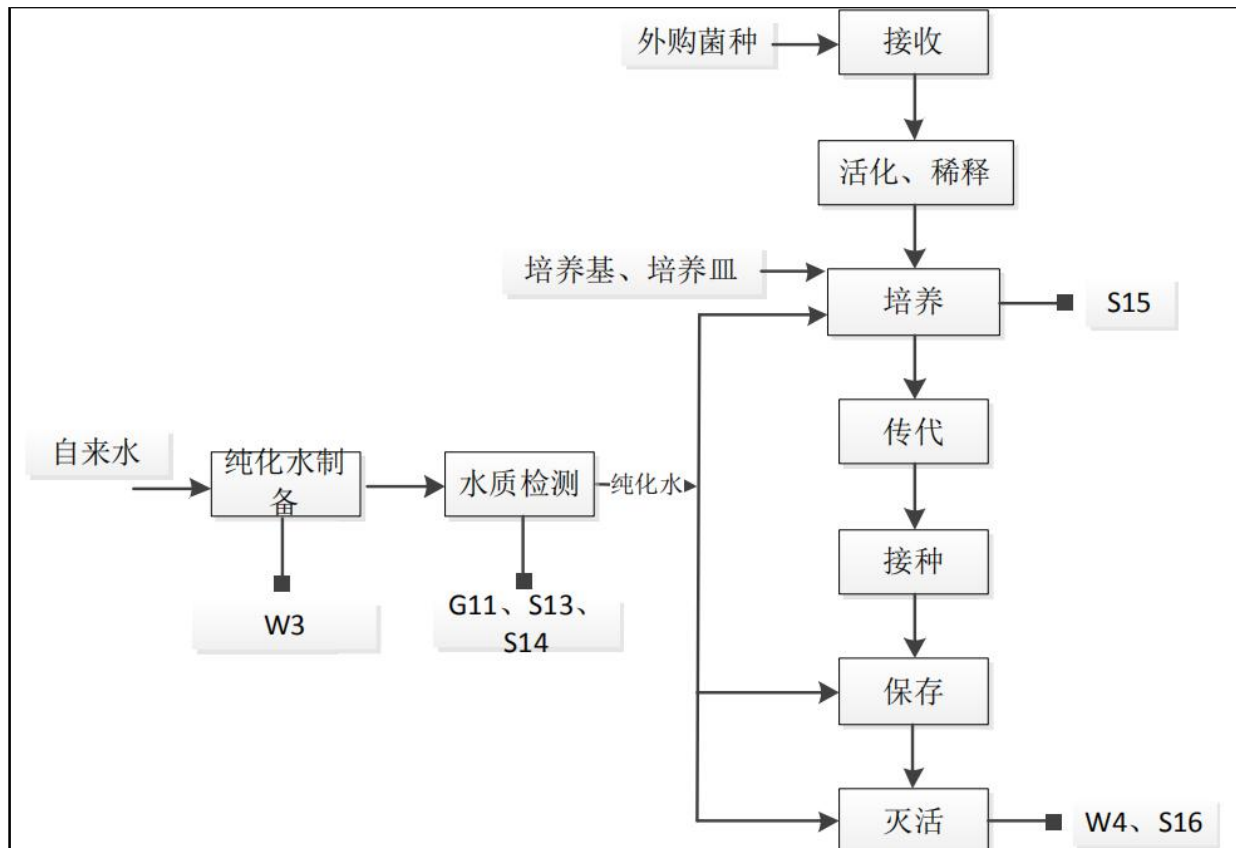 外购菌种
接收
活化、稀释
培养基、培养皿
培养
S15
传代
自来水
纯化水制
备
水质检测
纯化水
接种
W3
G11、S13、
S14
保存
灭活
W4、S16